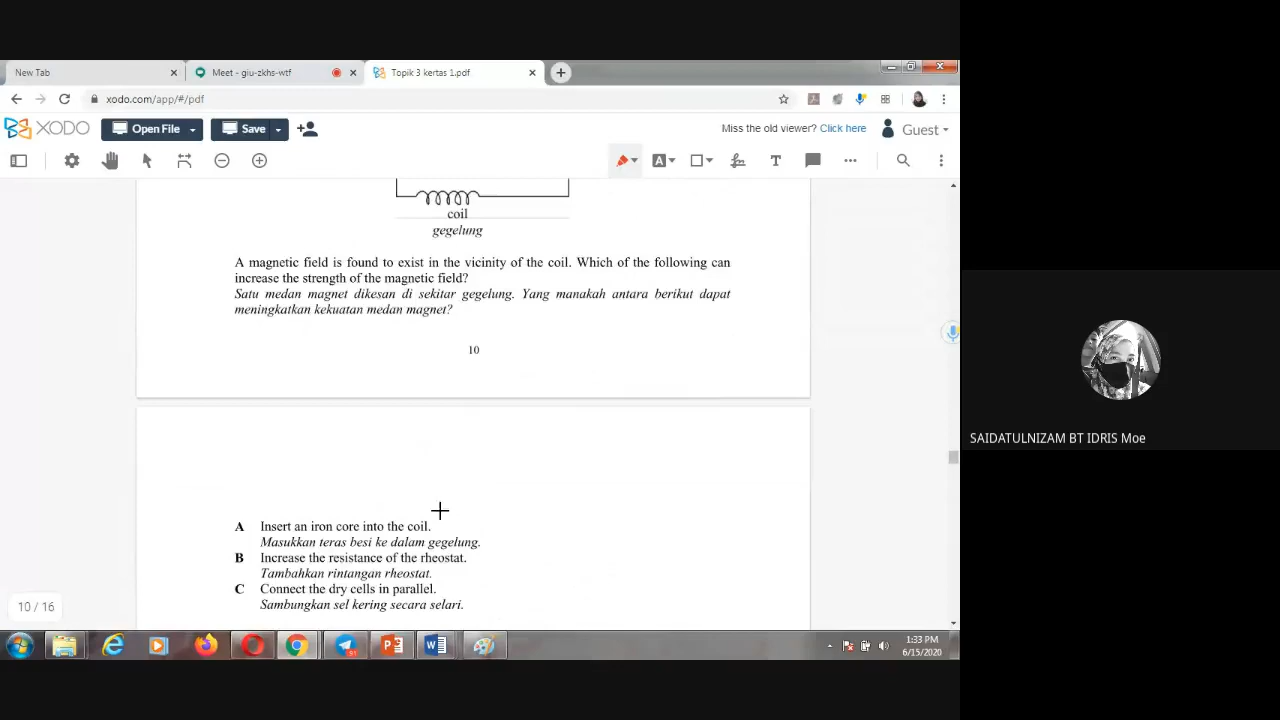 New Tab
Meet - giu-zkhs-wtf
Topik 3 kertas 1.pdf
xodo.com/app/#/pdf
XODO
Open File
Save
Miss the old viewer? Click here
Guest
A
T
coil
gegelung
A magnetic field is found to exist in the vicinity of the coil. Which of the following can
increase the strength of the magnetic field?
Satu medan magnet dikesan di sekitar gegelung. Yang manakah antara berikut dapat
meningkatkan kekuatan medan magnet?
10
A Insert an iron core into the coil.
Masukkan teras besi ke dalam gegelung.
B Increase the resistance of the rheostat.
Tambahkan rintangan rheostat.
C Connect the dry cells in parallel.
Sambungkan sel kering secara selari.
10 / 16
SAIDATULNIZAM BT IDRIS Moe
1:33 PM
6/15/2020